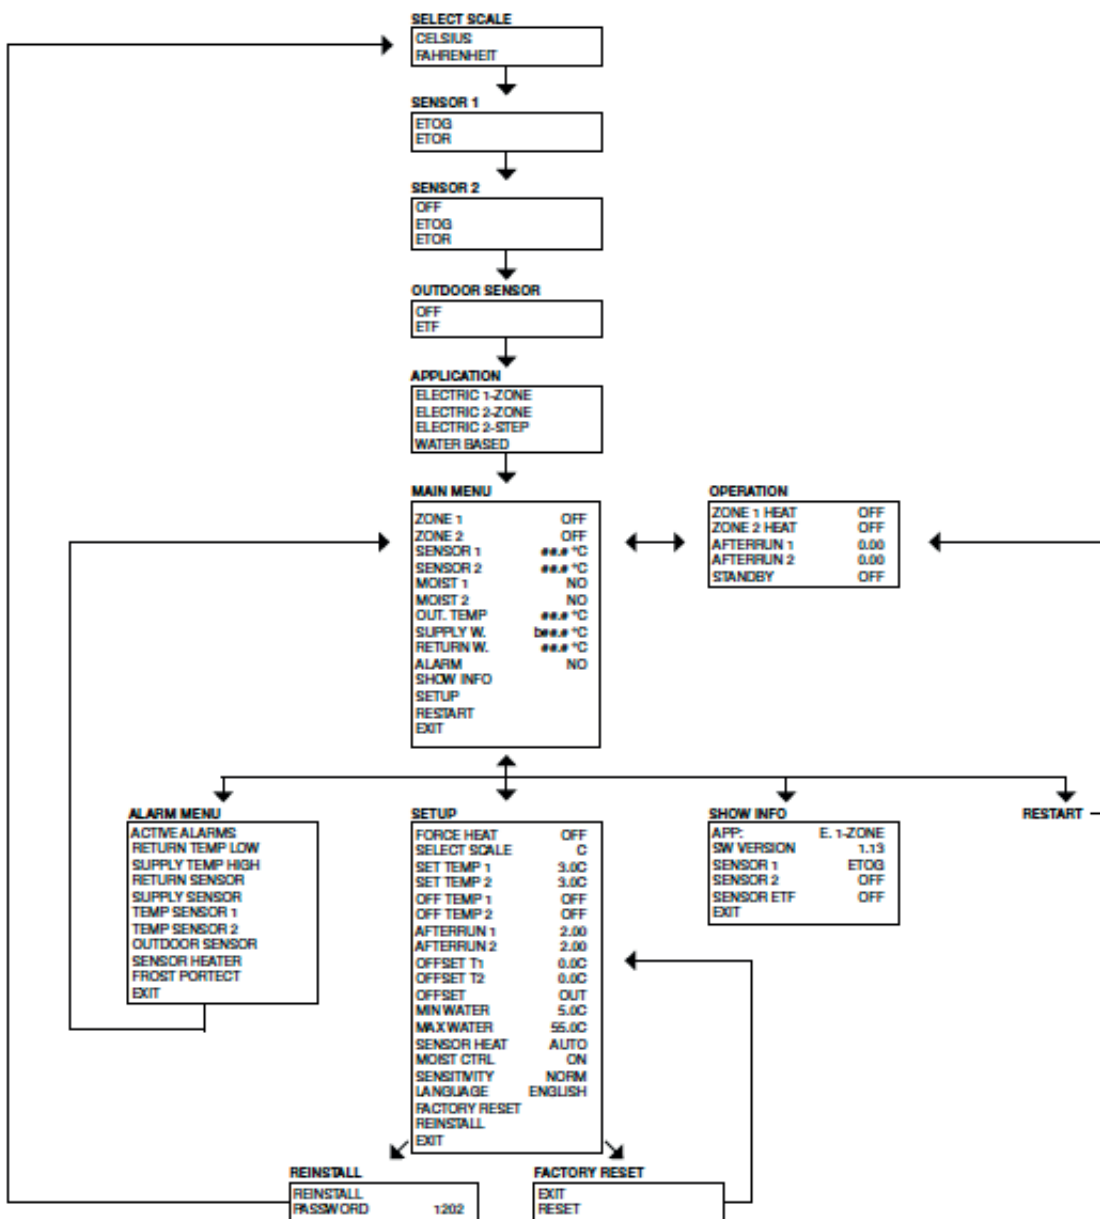 SELECT SCALE
CELSIUS
FAHRENHEIT
SENSOR 1
ETOG
ETOR
SENSOR 2
OFF
ETOG
ETOR
OUTDOOR SENSOR
OFF
ETF
APPLICATION
ELECTRIC 1-ZONE
ELECTRIC 2-ZONE
ELECTRIC 2-STEP
WATER BASED
MAIN MENU
ZONE 1 OFF
ZONE 2 OFF
SENSOR 1 ##.# °C
SENSOR 2 ##.# °C
MOIST 1 NO
MOIST 2 NO
OUT. TEMP ##.# °C
SUPPLY W. b##.# °C
RETURN W. ##.# °C
ALARM NO
SHOW INFO
SETUP
RESTART
EXIT
OPERATION
ZONE 1 HEAT OFF
ZONE 2 HEAT OFF
AFTERRUN 1 0.00
AFTERRUN 2 0.00
STANDBY OFF
ALARM MENU
ACTIVE ALARMS
RETURN TEMP LOW
SUPPLY TEMP HIGH
RETURN SENSOR
SUPPLY SENSOR
TEMP SENSOR 1
TEMP SENSOR 2
OUTDOOR SENSOR
SENSOR HEATER
FROST PORTECT
EXIT
SETUP
FORCE HEAT OFF
SELECT SCALE C
SET TEMP 1 3.0C
SET TEMP 2 3.0C
OFF TEMP 1 OFF
OFF TEMP 2 OFF
AFTERRUN 1 2.00
AFTERRUN 2 2.00
OFFSET T1 0.0C
OFFSET T2 0.0C
OFFSET OUT
MIN WATER 5.0C
MAX WATER 55.0C
SENSOR HEAT AUTO
MOIST CTRL ON
SENSITIVITY NORM
LANGUAGE ENGLISH
FACTORY RESET
REINSTALL
EXIT
SHOW INFO
APP: E. 1-ZONE
SW VERSION 1.13
SENSOR 1 ETOG
SENSOR 2 OFF
SENSOR ETF OFF
EXIT
RESTART
REINSTALL
REINSTALL
PASSWORD 1202
FACTORY RESET
EXIT
RESET